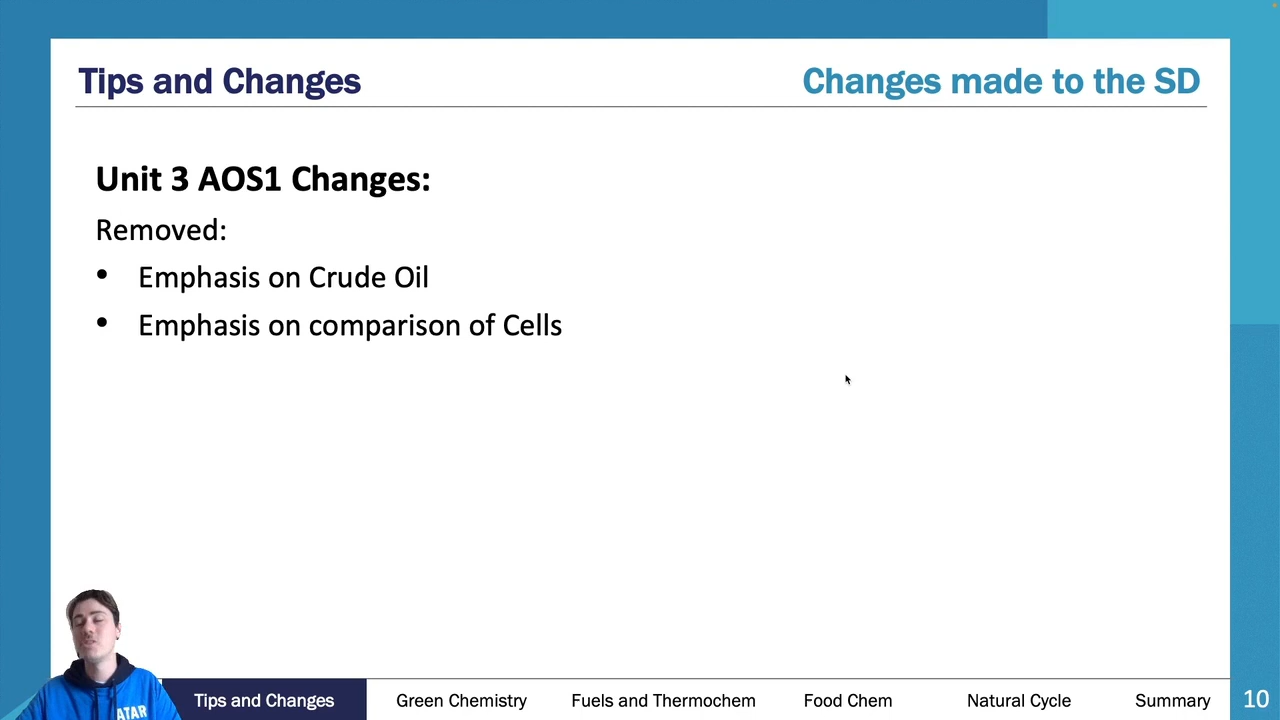 Tips and Changes
Changes made to the SD
Unit 3 AOS1 Changes:
Removed:
• Emphasis on Crude Oil
• Emphasis on comparison of Cells
ATAR
Tips and Changes
Green Chemistry
Fuels and Thermochem
Food Chem
Natural Cycle
Summary
10